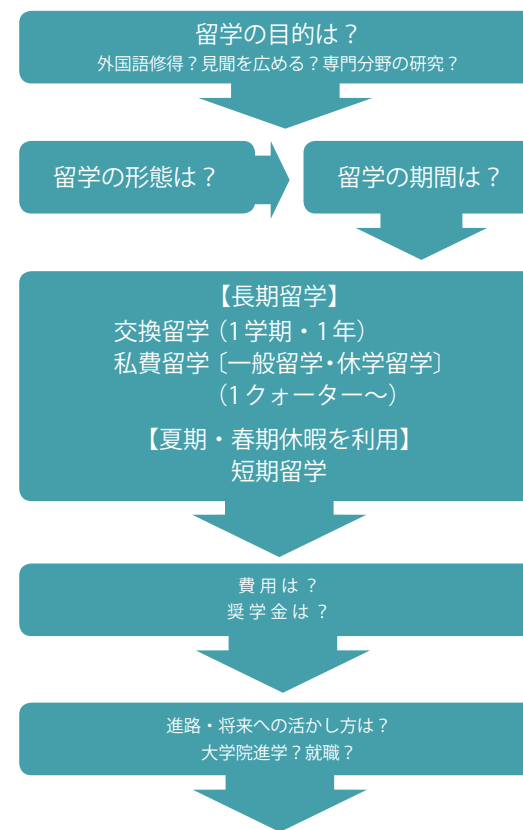 留学の目的は？
外国語修得？見聞を広める？専門分野の研究？
留学の形態は？
留学の期間は？
【長期留学】
交換留学（1学期・1年）
私費留学〔一般留学・休学留学〕
（1クォーター～）
【夏期・春期休暇を利用】
短期留学
費用は？
奨学金は？
進路・将来への活かし方は？
大学院進学？就職？